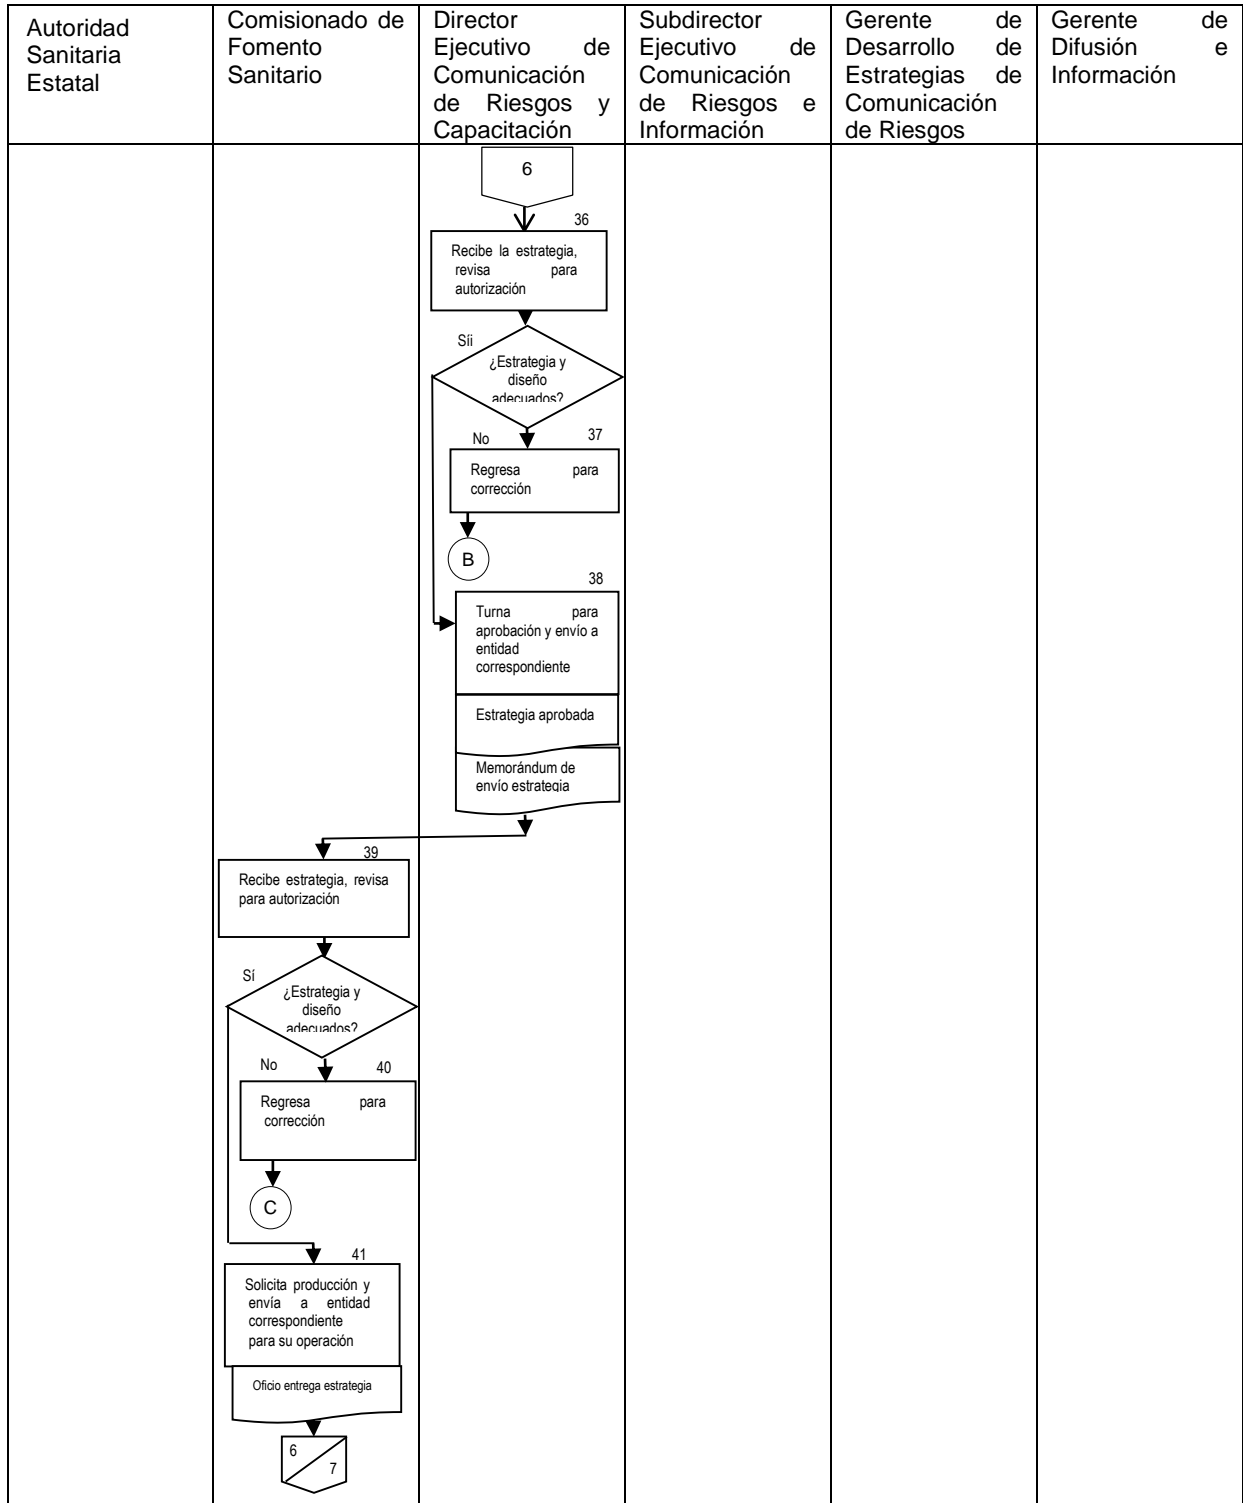 Autoridad
Sanitaria
Estatal
Comisionado de
Fomento
Sanitario
Director
Ejecutivo de
Comunicación
de Riesgos y
Capacitación
Subdirector
Ejecutivo de
Comunicación
de Riesgos e
Información
Gerente de
Desarrollo de
Estrategias de
Comunicación
de Riesgos
Gerente de
Difusión e
Información
6
36
Recibe la estrategia,
revisa para
autorización
Síi
¿Estrategia y
diseño
adecuados?
No
37
Regresa para
corrección
B
38
Turna para
aprobación y envío a
entidad
correspondiente
Estrategia aprobada
Memorándum de
envío estrategia
39
Recibe estrategia, revisa
para autorización
Sí
¿Estrategia y
diseño
adecuados?
No
40
Regresa para
corrección
C
41
Solicita producción y
envía a entidad
correspondiente
para su operación
Oficio entrega estrategia
6
7